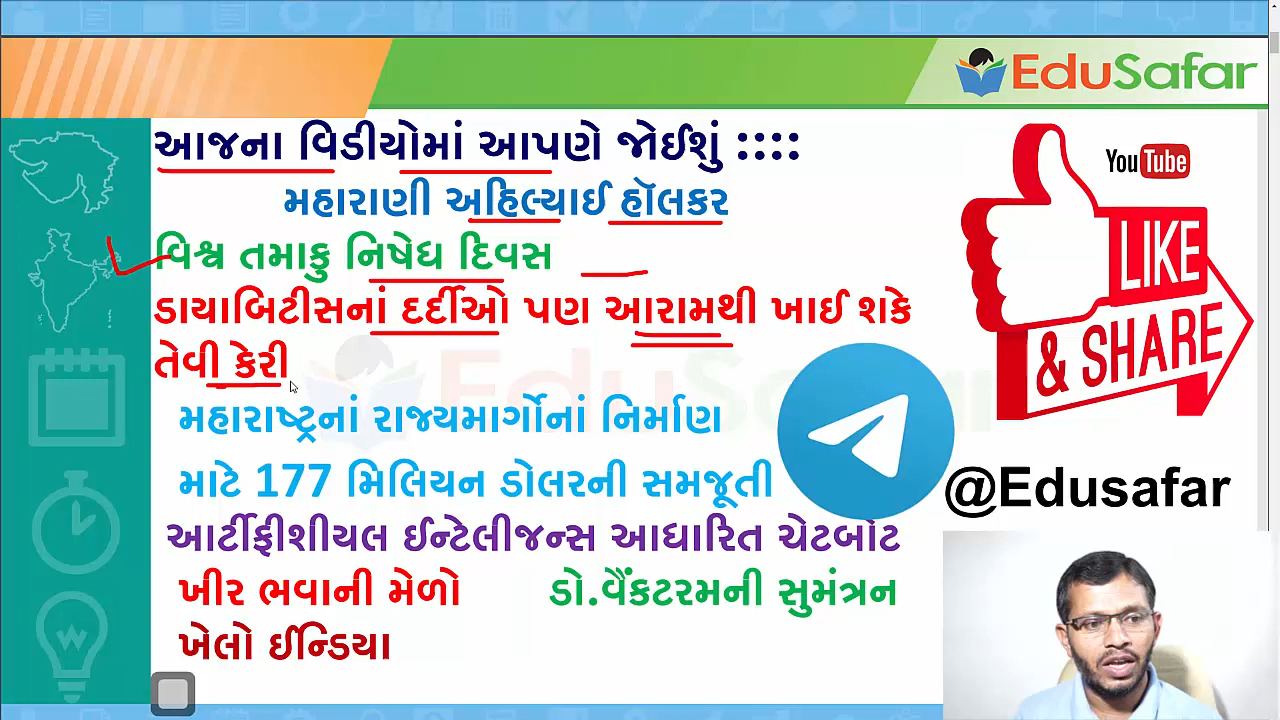 EduSafar
આજના વિડીયોમાં આપણે જોઈશું ::::
YouTube
મહારાણી અહિલ્યાઈ હૉલકર
વિશ્વ તમાકુ નિષેધ દિવસ
LIKE
& SHARE
ડાયાબિટીસનાં દર્દીઓ પણ આરામથી ખાઈ શકે
તેવી કેરી
EduSafar
મહારાષ્ટ્રનાં રાજ્યમાર્ગોનાં નિર્માણ
માટે 177 મિલિયન ડોલરની સમજૂતી
@Edusafar
આર્ટીફીશીયલ ઈન્ટેલીજન્સ આધારિત ચેટબૉટ
ખીર ભવાની મેળો ડો.વૈંકટરમની સુમંત્રન
ખેલો ઈન્ડિયા